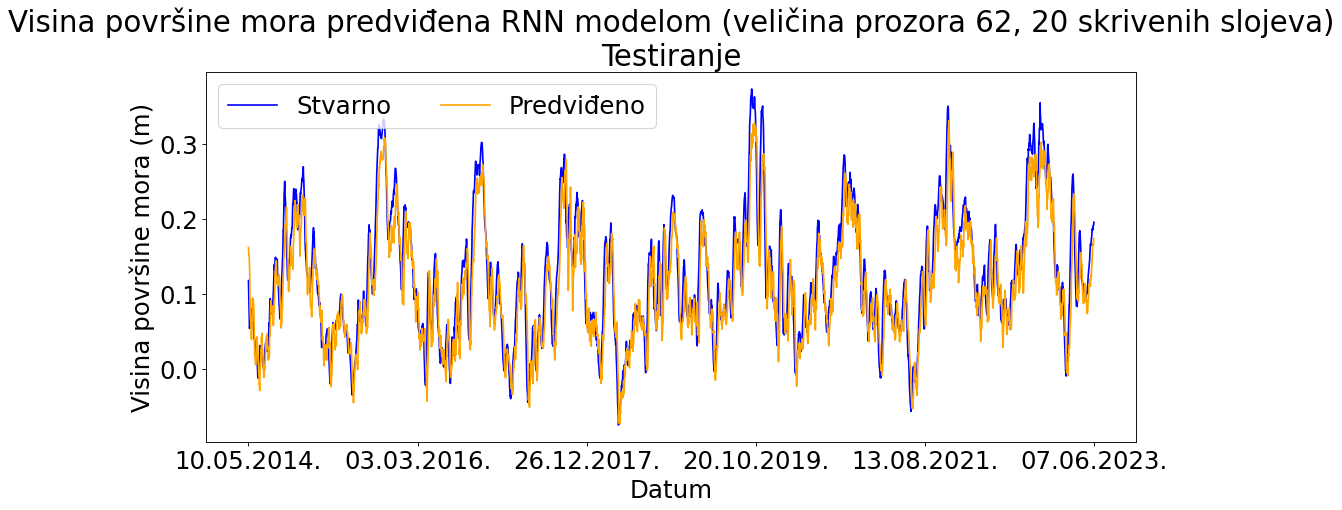 Visina površine mora predviđena RNN modelom (veličina prozora 62, 20 skrivenih slojeva)
Testiranje
Stvarno
Predviđeno
Visina površine mora (m)
0.3
0.2
0.1
0.0
10.05.2014.
03.03.2016.
26.12.2017.
20.10.2019.
13.08.2021.
07.06.2023.
Datum